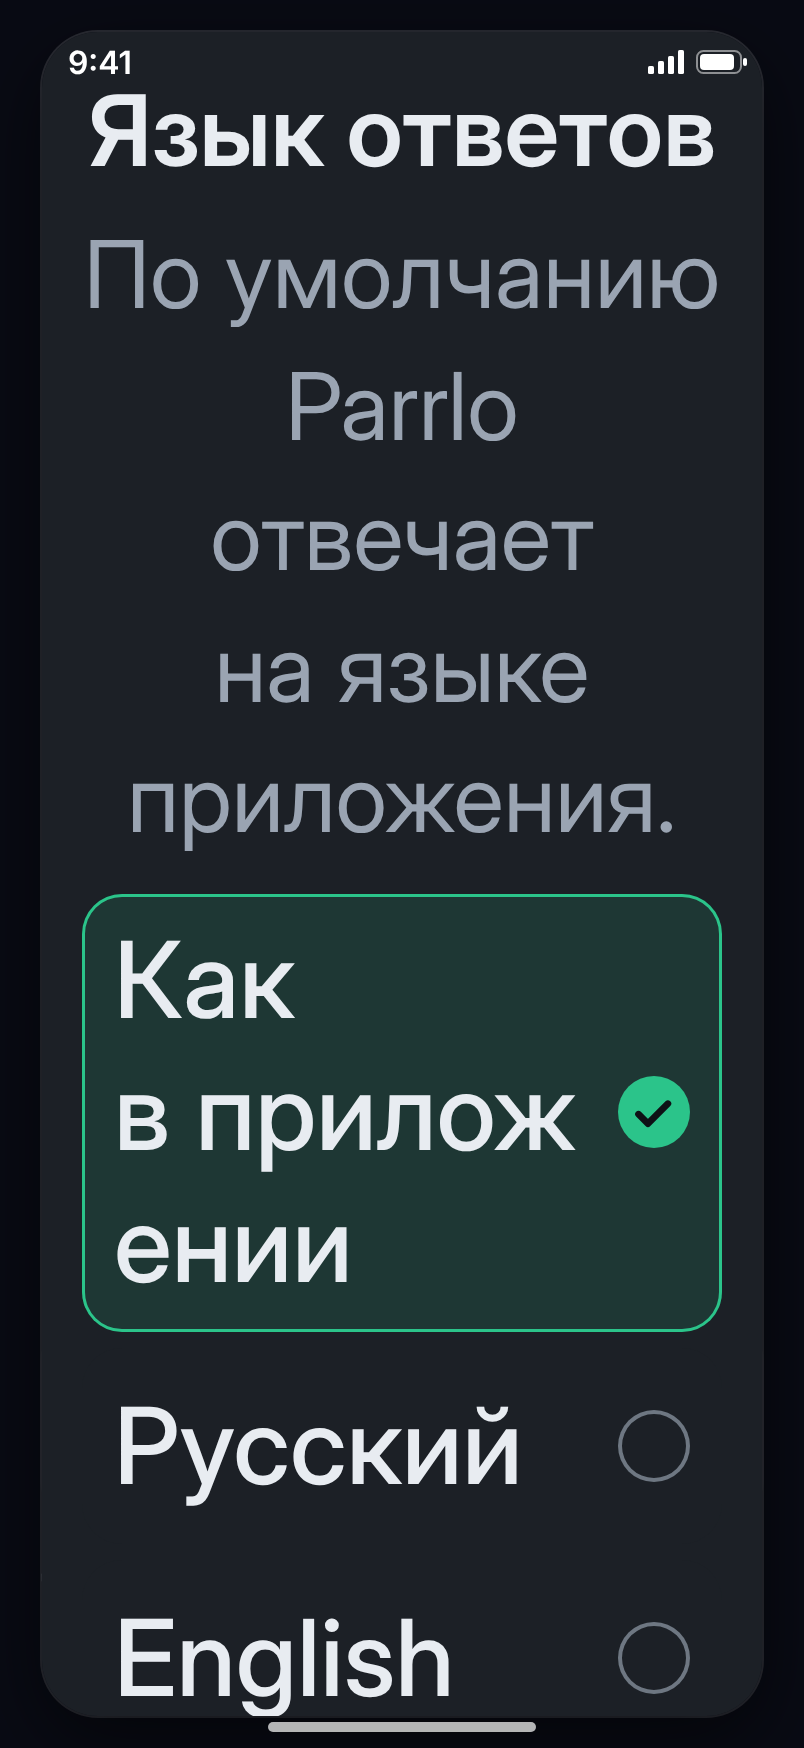 9:41
Язык ответов
По умолчанию
Parrlo
отвечает
на языке
приложения.
Как
в прилож
ении
Русский
English